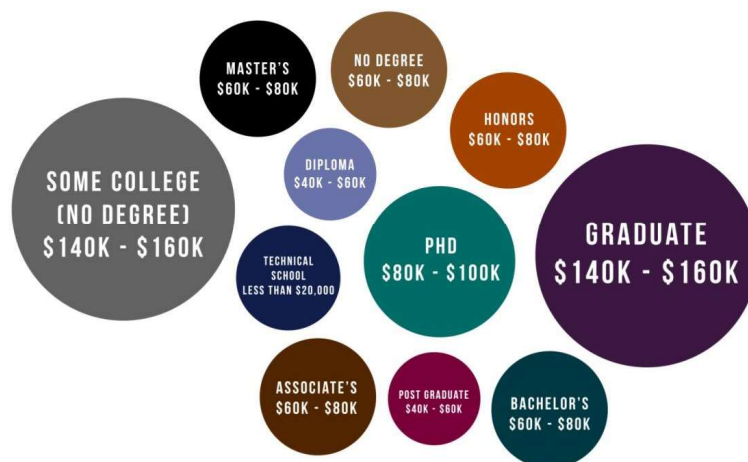 MASTER'S
$60K - $80K
NO DEGREE
$60K - $80K
HONORS
$60K - $80K
DIPLOMA
$40K - $60K
SOME COLLEGE
(NO DEGREE)
$140K - $160K
GRADUATE
$140K - $160K
PHD
$80K - $100K
TECHNICAL
SCHOOL
LESS THAN $20,000
ASSOCIATE'S
$60K - $80K
POST GRADUATE
$40K - $60K
BACHELOR'S
$60K - $80K